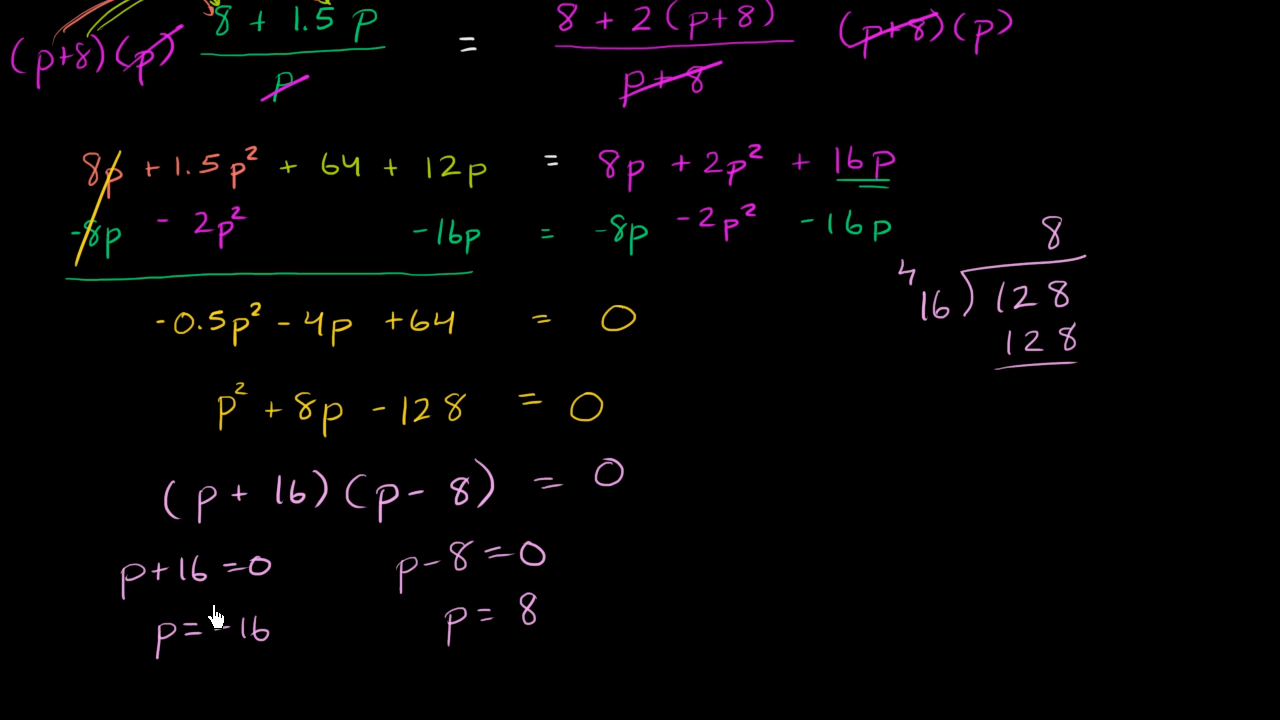 (p+8)(p) 8 + 1.5 p / p = 8 + 2(p+8) / p + 8 (p+8)(p)
8p + 1.5p² + 64 + 12p = 8p + 2p² + 16p
-8p - 2p² -16p = -8p -2p² -16p
-0.5p² - 4p + 64 = 0
p² + 8p - 128 = 0
(p + 16)(p - 8) = 0
p+16 = 0 p-8=0
p = -16 p = 8
8
4
16)128
128